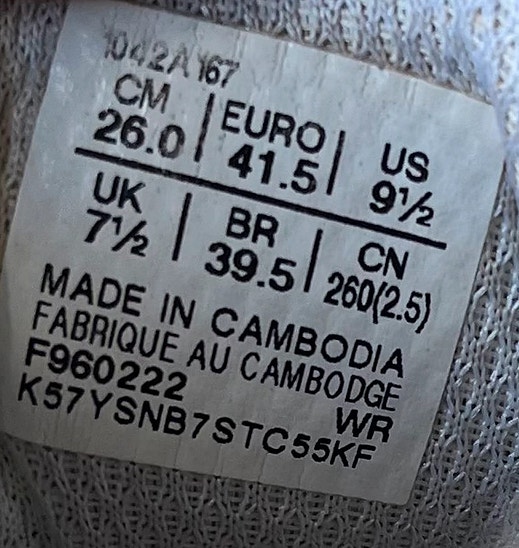 1042A167
CM | EURO | US
26.0 | 41.5 | 9½
UK | BR | CN
7½ | 39.5 | 260(2.5)
MADE IN CAMBODIA
FABRIQUE AU CAMBODGE
F960222 WR
K57YSNB7STC55KF